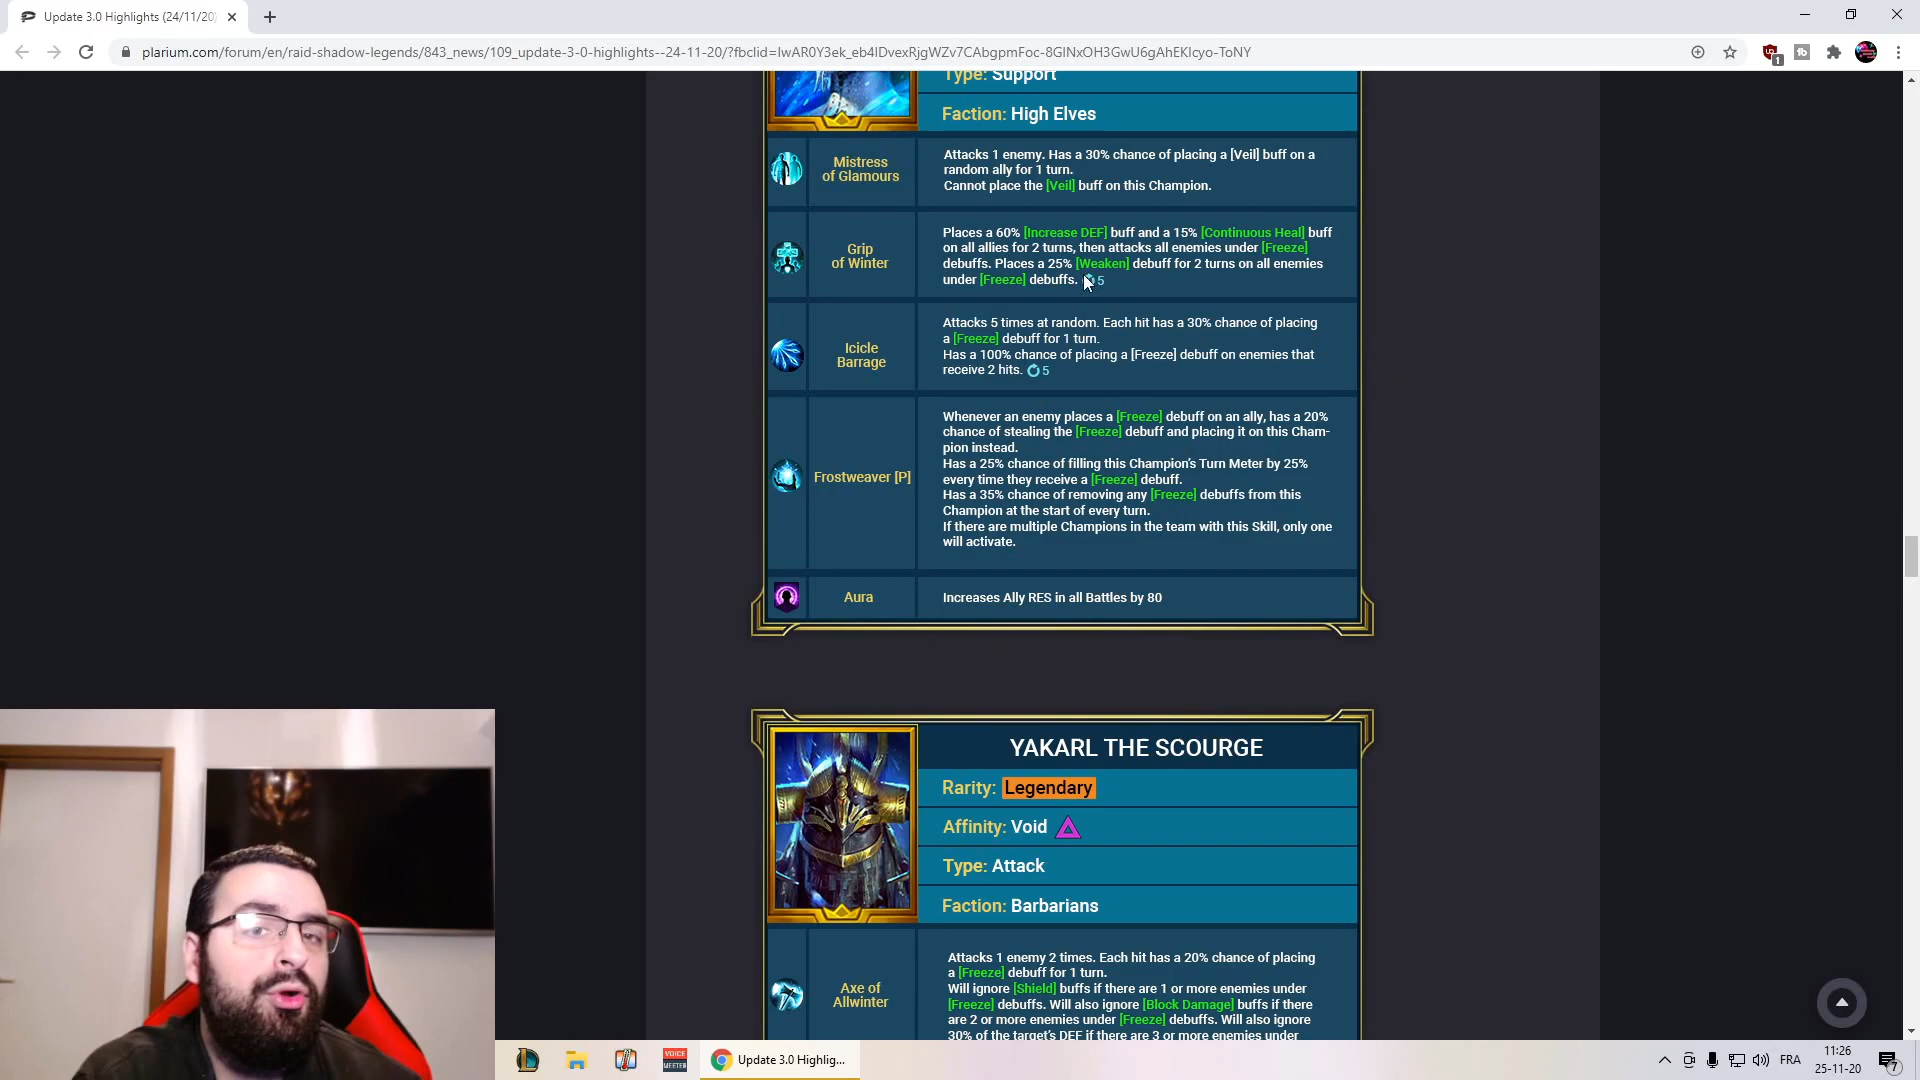 Update 3.0 Highlights (24/11/20)
plarium.com/forum/en/raid-shadow-legends/843_news/109_update-3-0-highlights--24-11-20/?fbclid=IwAR0Y3ek_eb4lDvexRjgWZv7CAbgpmFoc-8GlNxOH3GwU6gAhEKlcyo-ToNY
1
Type: Support
Faction: High Elves
Mistress
of Glamours
Attacks 1 enemy. Has a 30% chance of placing a [Veil] buff on a
random ally for 1 turn.
Cannot place the [Veil] buff on this Champion.
Grip
of Winter
Places a 60% [Increase DEF] buff and a 15% [Continuous Heal] buff
on all allies for 2 turns, then attacks all enemies under [Freeze]
debuffs. Places a 25% [Weaken] debuff for 2 turns on all enemies
under [Freeze] debuffs. 5
Icicle
Barrage
Attacks 5 times at random. Each hit has a 30% chance of placing
a [Freeze] debuff for 1 turn.
Has a 100% chance of placing a [Freeze] debuff on enemies that
receive 2 hits. 5
Frostweaver [P]
Whenever an enemy places a [Freeze] debuff on an ally, has a 20%
chance of stealing the [Freeze] debuff and placing it on this Cham-
pion instead.
Has a 25% chance of filling this Champion's Turn Meter by 25%
every time they receive a [Freeze] debuff.
Has a 35% chance of removing any [Freeze] debuffs from this
Champion at the start of every turn.
If there are multiple Champions in the team with this Skill, only one
will activate.
Aura
Increases Ally RES in all Battles by 80
YAKARL THE SCOURGE
Rarity: Legendary
Affinity: Void
Type: Attack
Faction: Barbarians
Axe of
Allwinter
Attacks 1 enemy 2 times. Each hit has a 20% chance of placing
a [Freeze] debuff for 1 turn.
Will ignore [Shield] buffs if there are 1 or more enemies under
[Freeze] debuffs. Will also ignore [Block Damage] buffs if there
are 2 or more enemies under [Freeze] debuffs. Will also ignore
30% of the target's DEF if there are 3 or more enemies under
VOICE
MEETER
Update 3.0 Highlig...
FRA
11:26
25-11-20
7